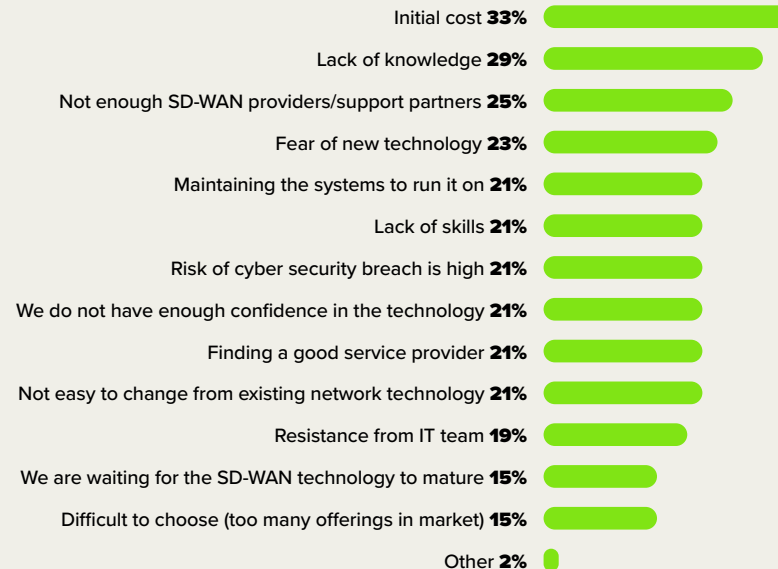 Initial cost 33%
Lack of knowledge 29%
Not enough SD-WAN providers/support partners 25%
Fear of new technology 23%
Maintaining the systems to run it on 21%
Lack of skills 21%
Risk of cyber security breach is high 21%
We do not have enough confidence in the technology 21%
Finding a good service provider 21%
Not easy to change from existing network technology 21%
Resistance from IT team 19%
We are waiting for the SD-WAN technology to mature 15%
Difficult to choose (too many offerings in market) 15%
Other 2%